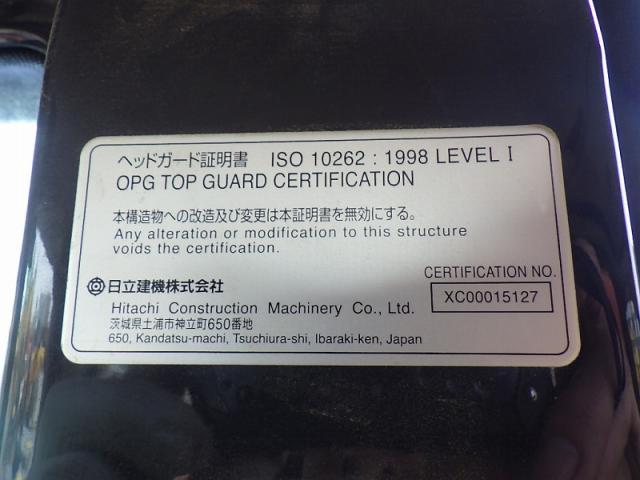 ヘッドガード証明書 ISO 10262 : 1998 LEVEL I
OPG TOP GUARD CERTIFICATION
本構造物への改造及び変更は本証明書を無効にする。
Any alteration or modification to this structure
voids the certification.
日立建機株式会社
CERTIFICATION NO.
XC00015127
Hitachi Construction Machinery Co., Ltd.
茨城県土浦市神立町650番地
650, Kandatsu-machi, Tsuchiura-shi, Ibaraki-ken, Japan